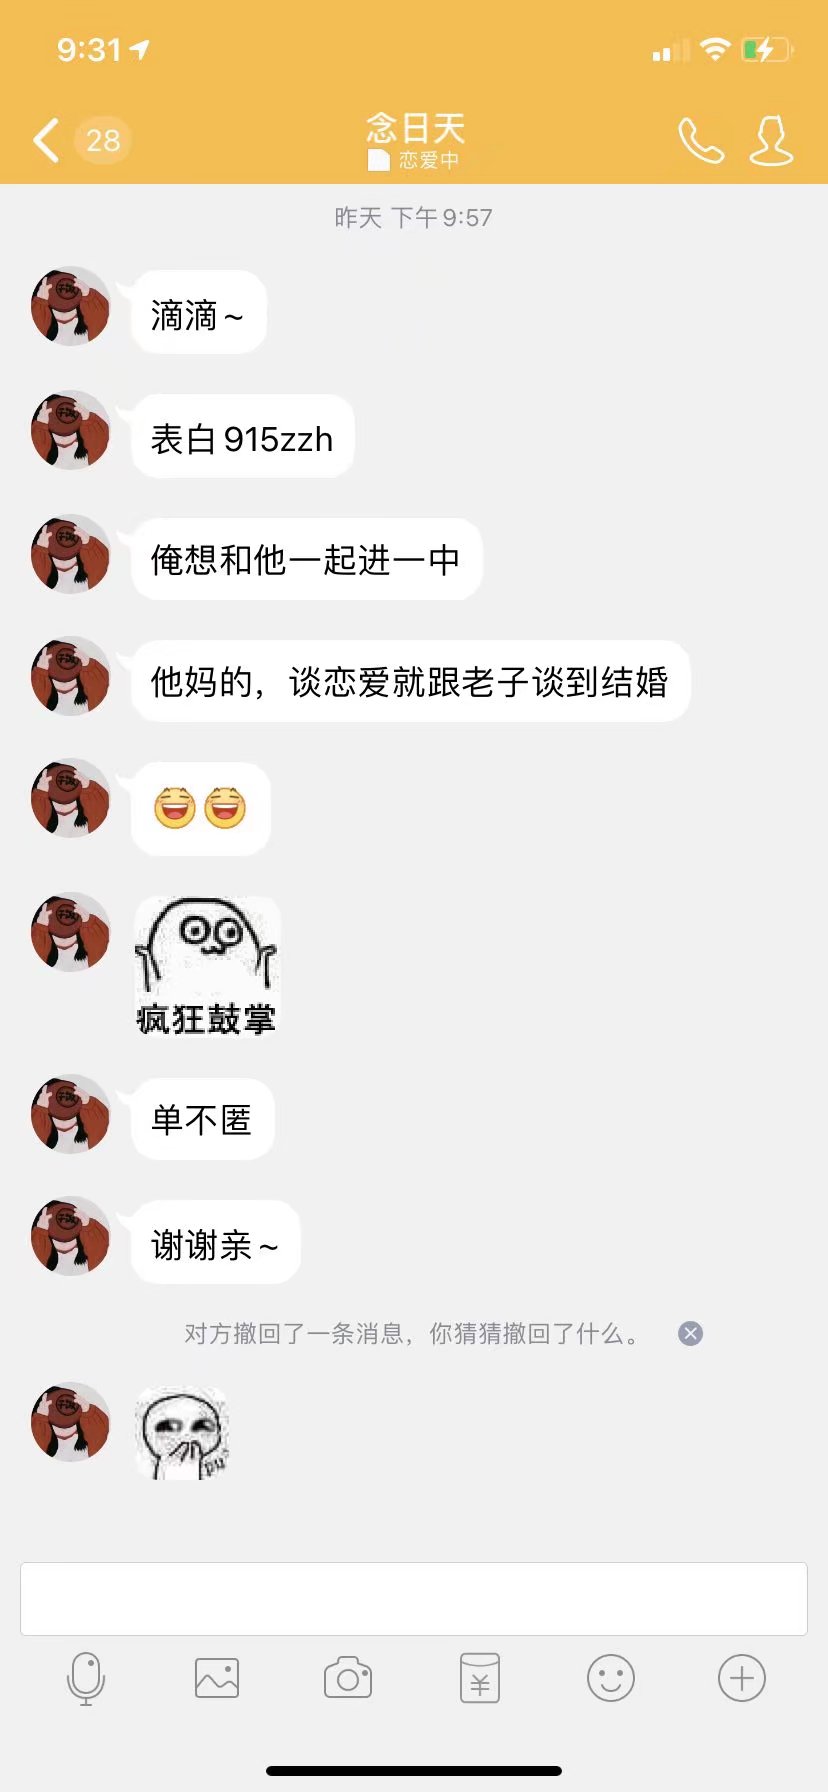 9:31
28
念日天
恋爱中
昨天 下午9:57
滴滴~
表白915zzh
俺想和他一起进一中
他妈的，谈恋爱就跟老子谈到结婚
疯狂鼓掌
单不匿
谢谢亲~
对方撤回了一条消息，你猜猜撤回了什么。
pu~